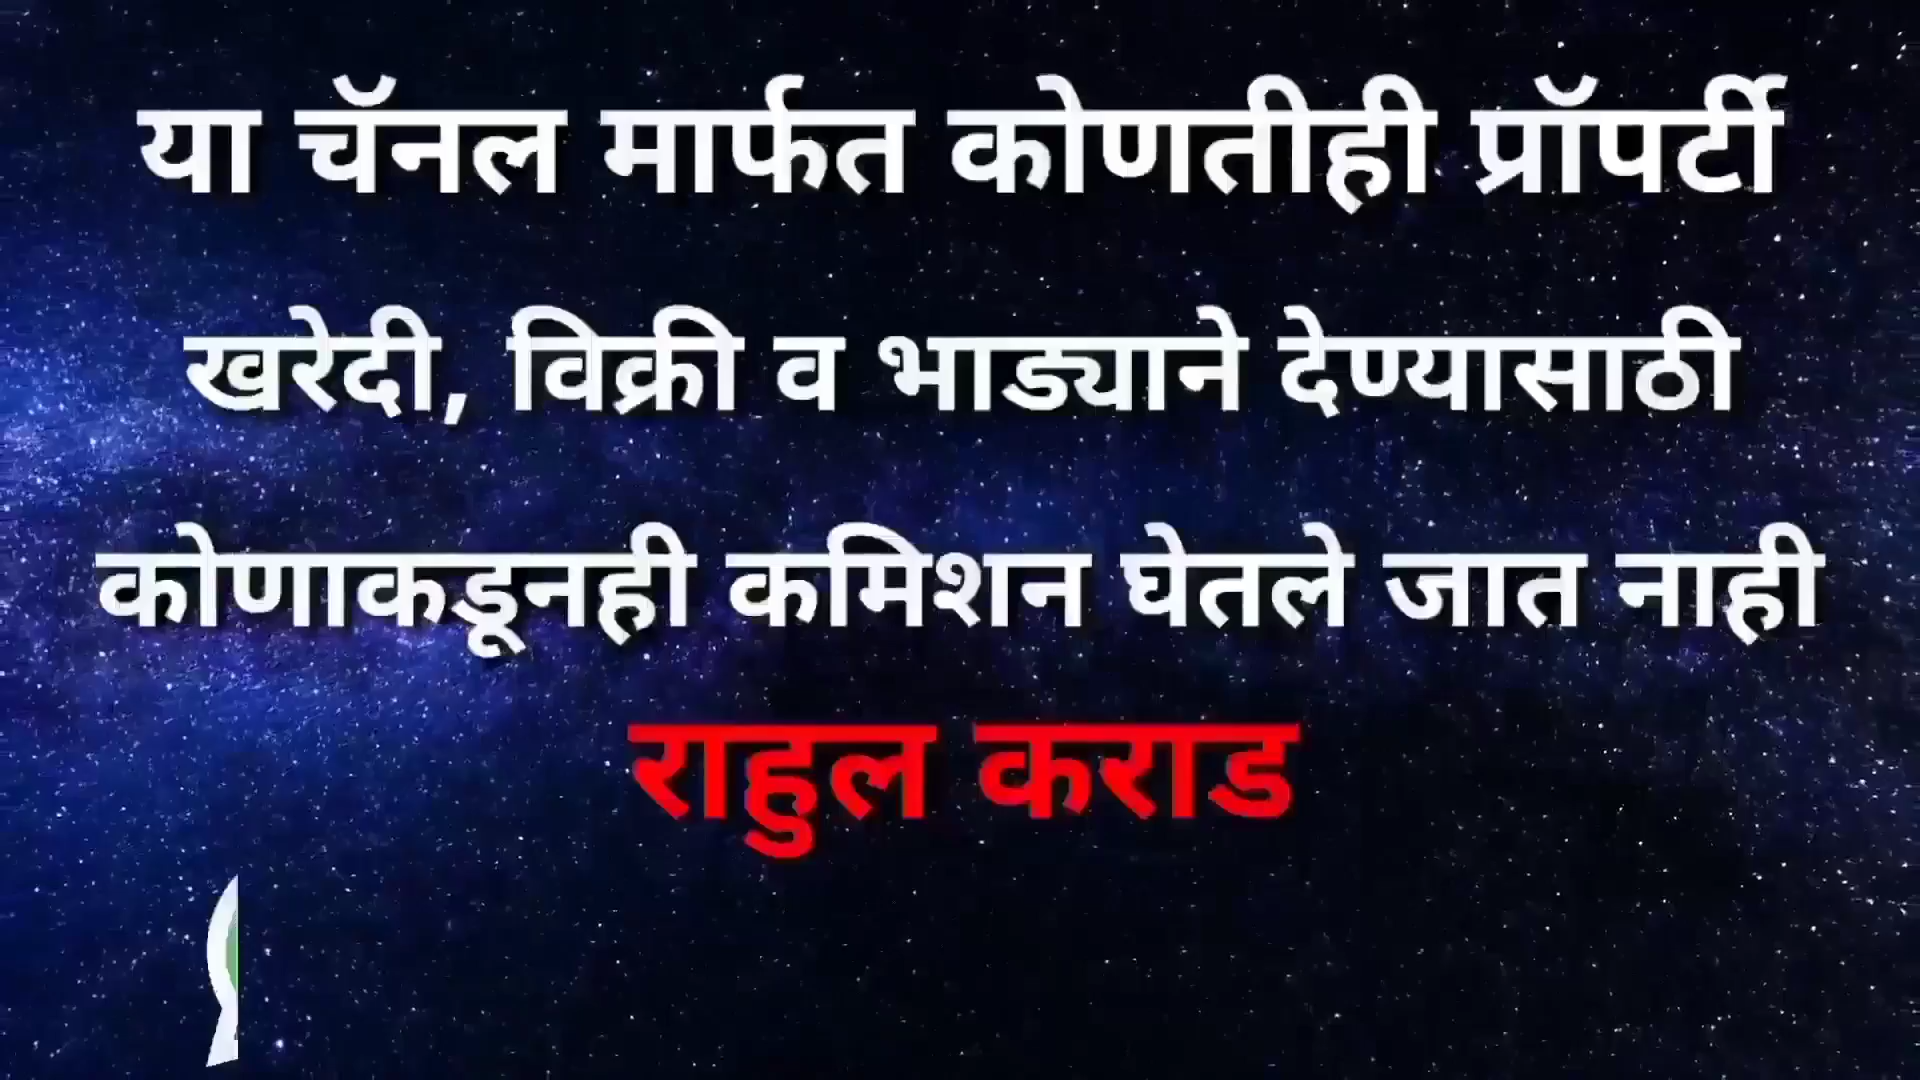 या चॅनल मार्फत कोणतीही प्रॉपर्टी
खरेदी, विक्री व भाड्याने देण्यासाठी
कोणाकडूनही कमिशन घेतले जात नाही
राहुल कराड